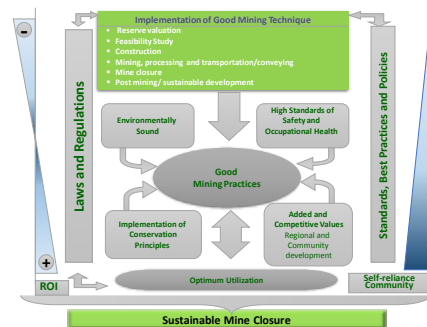 Implementation of Good Mining Technique
▪ Reserve valuation
▪ Feasibility Study
▪ Construction
▪ Mining, processing and transportation/conveying
▪ Mine closure
▪ Post mining/ sustainable development
-
Laws and Regulations
Standards, Best Practices and Policies
Environmentally
Sound
High Standards of
Safety and
Occupational Health
Good
Mining Practices
Implementation of
Conservation
Principles
Added and
Competitive Values
Regional and
Community
development
+
ROI
Optimum Utilization
Self-reliance
Community
Sustainable Mine Closure